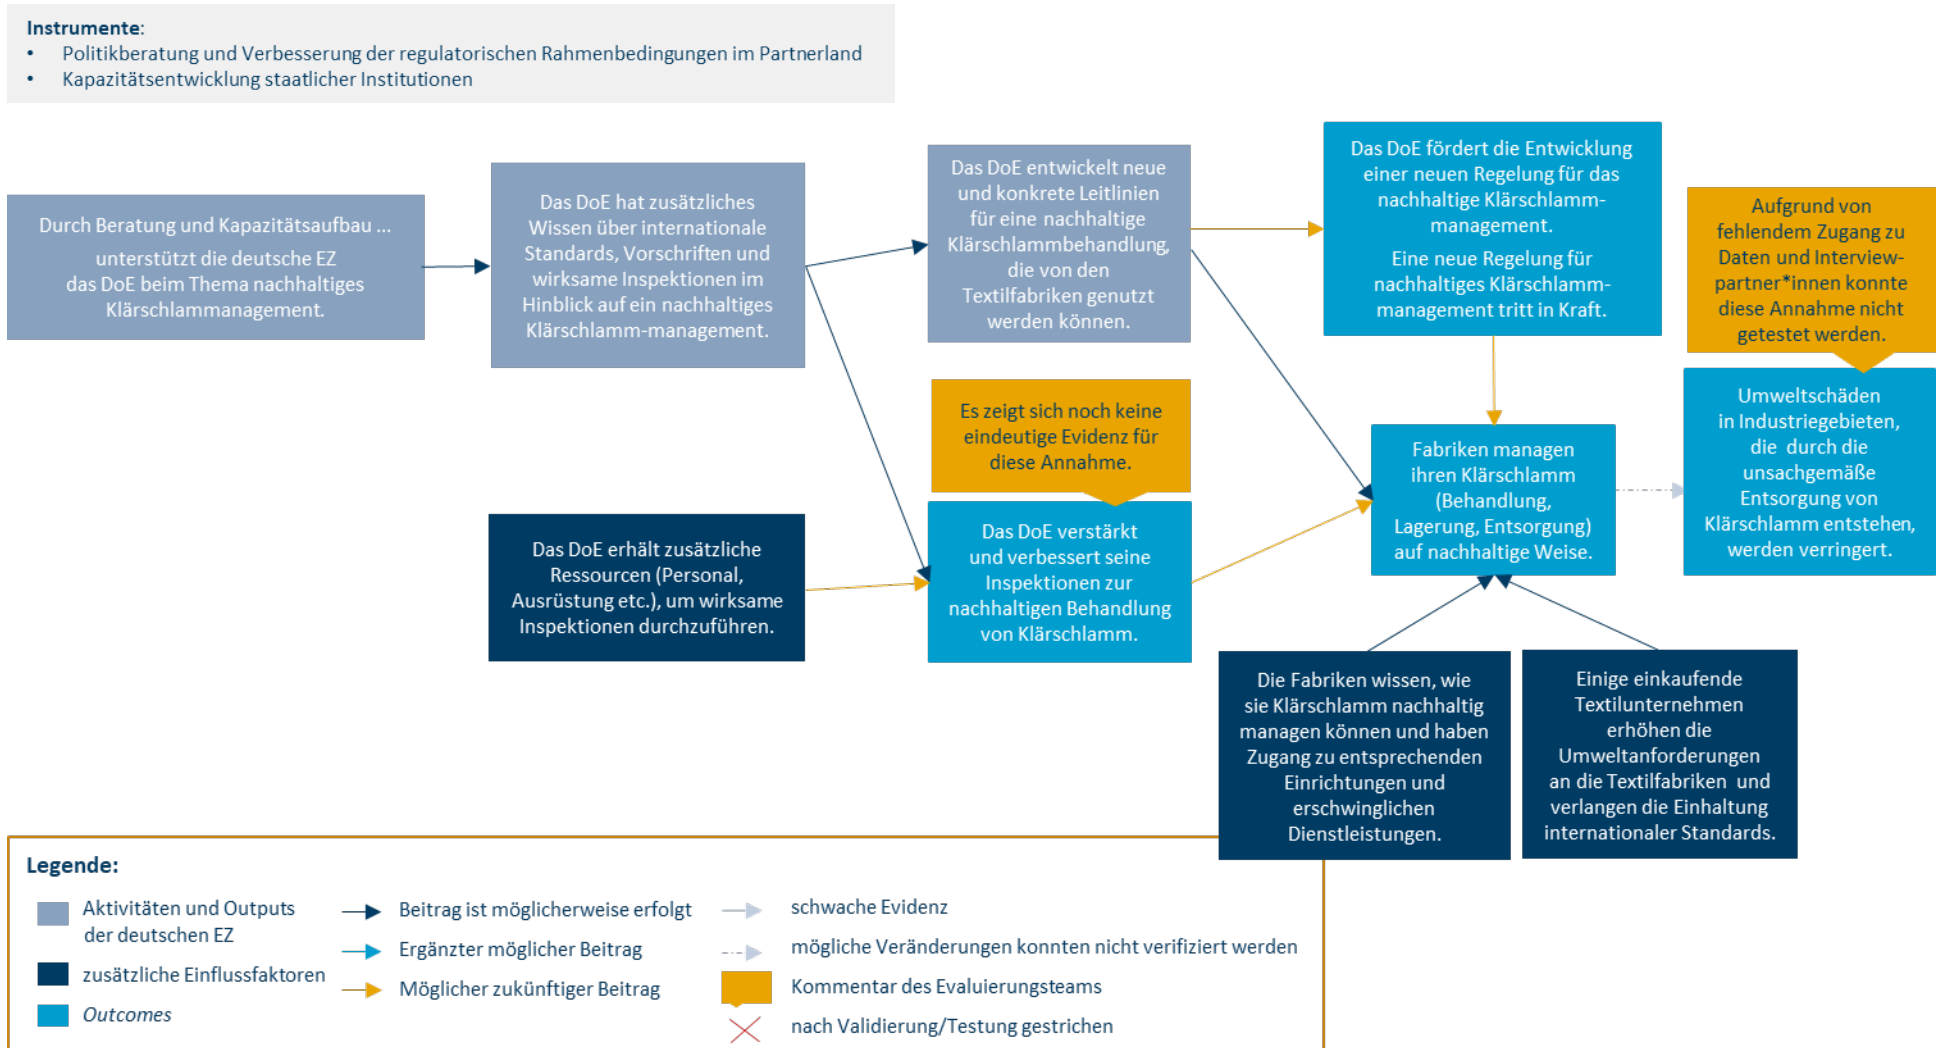 Instrumente:
• Politikberatung und Verbesserung der regulatorischen Rahmenbedingungen im Partnerland
• Kapazitätsentwicklung staatlicher Institutionen
Durch Beratung und Kapazitätsaufbau ...
unterstützt die deutsche EZ
das DoE beim Thema nachhaltiges
Klärschlammanagement.
Das DoE hat zusätzliches
Wissen über internationale
Standards, Vorschriften und
wirksame Inspektionen im
Hinblick auf ein nachhaltiges
Klärschlamm-management.
Das DoE entwickelt neue
und konkrete Leitlinien
für eine nachhaltige
Klärschlammbehandlung,
die von den
Textilfabriken genutzt
werden können.
Das DoE fördert die Entwicklung
einer neuen Regelung für das
nachhaltige Klärschlamm-
management.
Eine neue Regelung für
nachhaltiges Klärschlamm-
management tritt in Kraft.
Aufgrund von
fehlendem Zugang zu
Daten und Interview-
partner*innen konnte
diese Annahme nicht
getestet werden.
Es zeigt sich noch keine
eindeutige Evidenz für
diese Annahme.
Das DoE erhält zusätzliche
Ressourcen (Personal,
Ausrüstung etc.), um wirksame
Inspektionen durchzuführen.
Das DoE verstärkt
und verbessert seine
Inspektionen zur
nachhaltigen Behandlung
von Klärschlamm.
Fabriken managen
ihren Klärschlamm
(Behandlung,
Lagerung, Entsorgung)
auf nachhaltige Weise.
Umweltschäden
in Industriegebieten,
die durch die
unsachgemäße
Entsorgung von
Klärschlamm entstehen,
werden verringert.
Die Fabriken wissen, wie
sie Klärschlamm nachhaltig
managen können und haben
Zugang zu entsprechenden
Einrichtungen und
erschwinglichen
Dienstleistungen.
Einige einkaufende
Textilunternehmen
erhöhen die
Umweltanforderungen
an die Textilfabriken und
verlangen die Einhaltung
internationaler Standards.
Legende:
Aktivitäten und Outputs
der deutschen EZ
zusätzliche Einflussfaktoren
Outcomes
Beitrag ist möglicherweise erfolgt
Ergänzter möglicher Beitrag
Möglicher zukünftiger Beitrag
schwache Evidenz
mögliche Veränderungen konnten nicht verifiziert werden
Kommentar des Evaluierungsteams
nach Validierung/Testung gestrichen